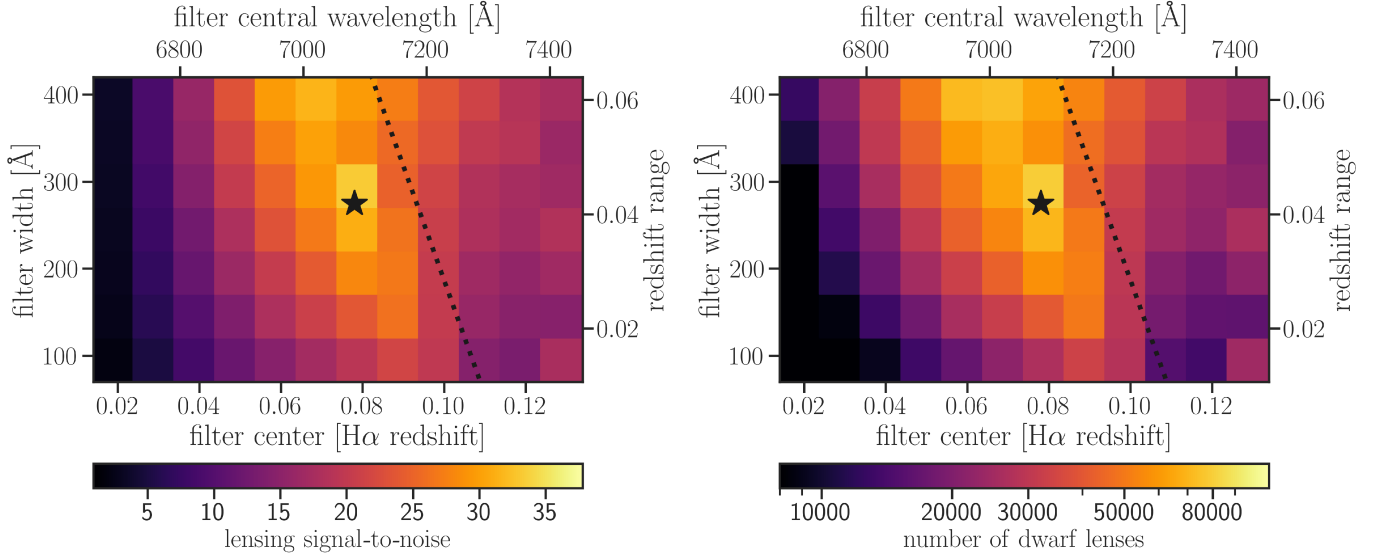 filter central wavelength [Å]
6800 7000 7200 7400
400
300
200
100
filter width [Å]
0.06
0.04
0.02
redshift range
0.02 0.04 0.06 0.08 0.10 0.12
filter center [Hα redshift]
5 10 15 20 25 30 35
lensing signal-to-noise
filter central wavelength [Å]
6800 7000 7200 7400
400
300
200
100
filter width [Å]
0.06
0.04
0.02
redshift range
0.02 0.04 0.06 0.08 0.10 0.12
filter center [Hα redshift]
10000 20000 30000 50000 80000
number of dwarf lenses